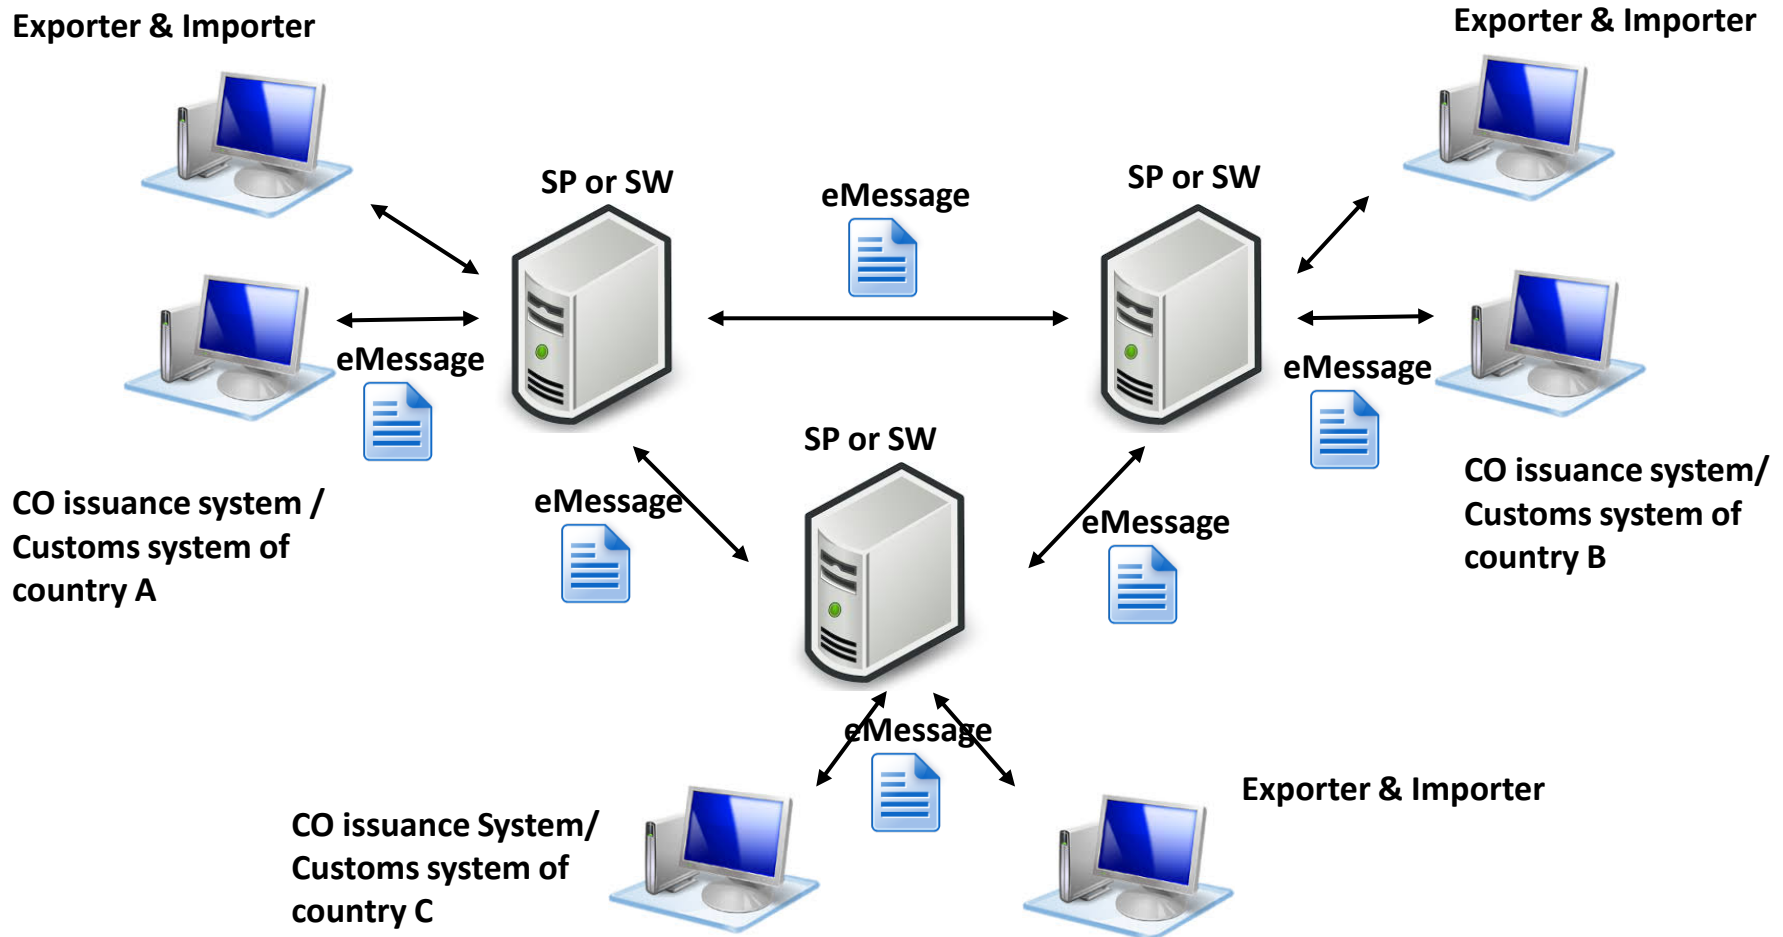 Exporter & Importer
Exporter & Importer
SP or SW
eMessage
SP or SW
eMessage
eMessage
SP or SW
CO issuance system /
Customs system of
country A
eMessage
eMessage
CO issuance system/
Customs system of
country B
eMessage
Exporter & Importer
CO issuance System/
Customs system of
country C